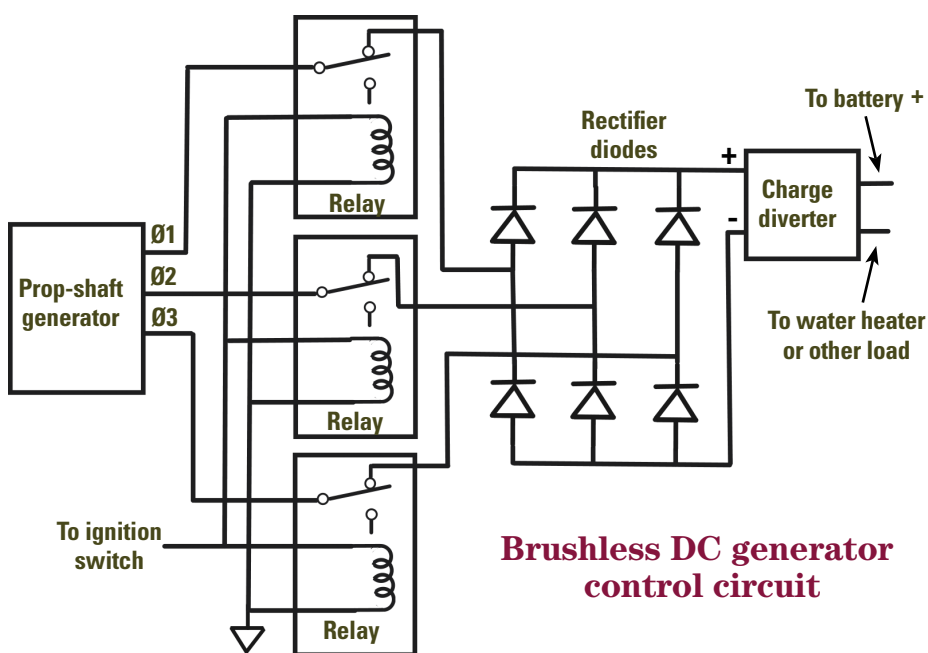 To battery +
Rectifier
diodes
+
-
Charge
diverter
Relay
Ø1
Ø2
Ø3
Prop-shaft
generator
To water heater
or other load
Relay
To ignition
switch
Relay
Brushless DC generator
control circuit